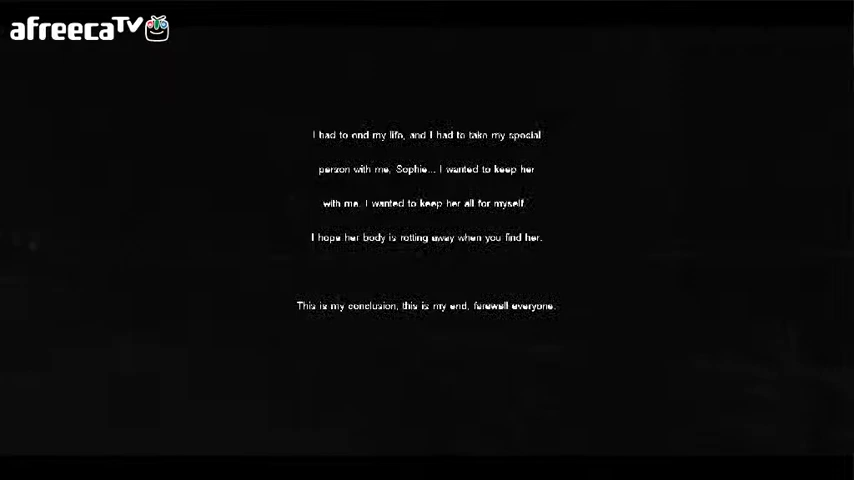 afreecaTV
I had to end my life, and I had to take my special
person with me, Sophie... I wanted to keep her
with me. I wanted to keep her all for myself
I hope her body is rotting away when you find her.
This is my conclusion, this is my end, farewell everyone.